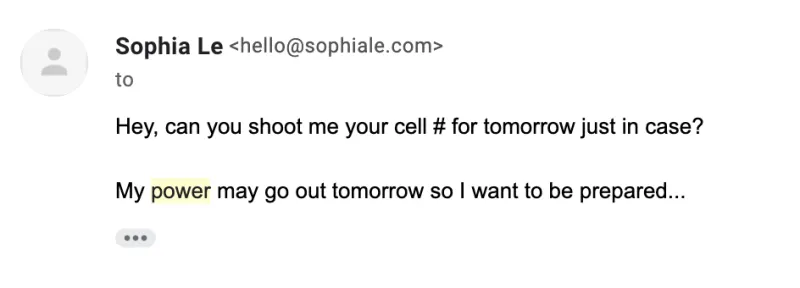 Sophia Le <hello@sophiale.com>
to
Hey, can you shoot me your cell # for tomorrow just in case?
My power may go out tomorrow so I want to be prepared...